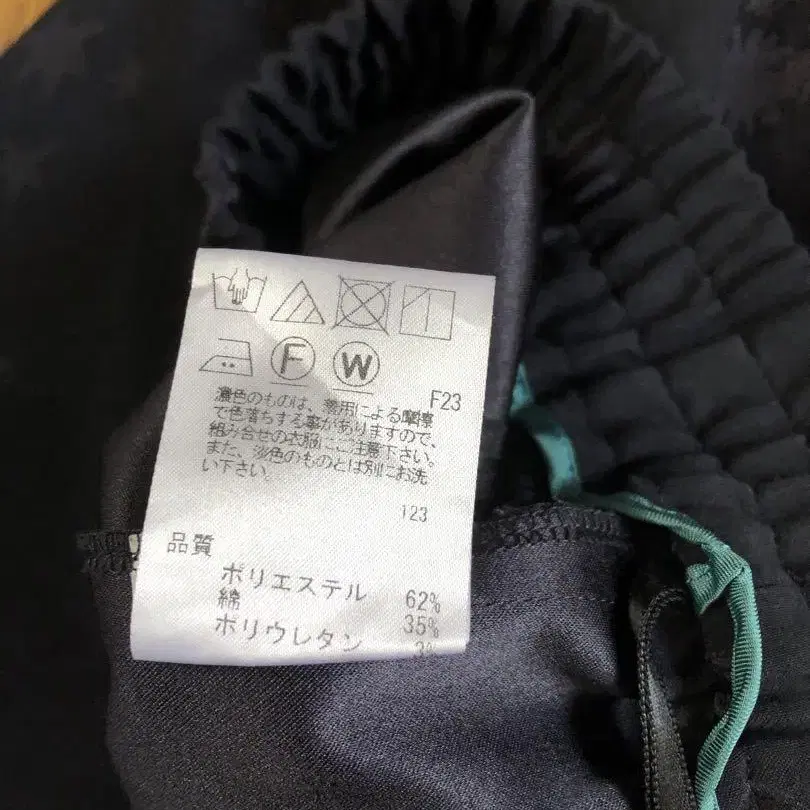 F W
F23
濃色のものは、着用による摩擦
で色落ちする事がありますので、
組み合せの衣服にご注意下さい。
また、淡色のものとは別にお洗
い下さい。
123
品質
ポリエステル 62%
綿 35%
ポリウレタン 3%